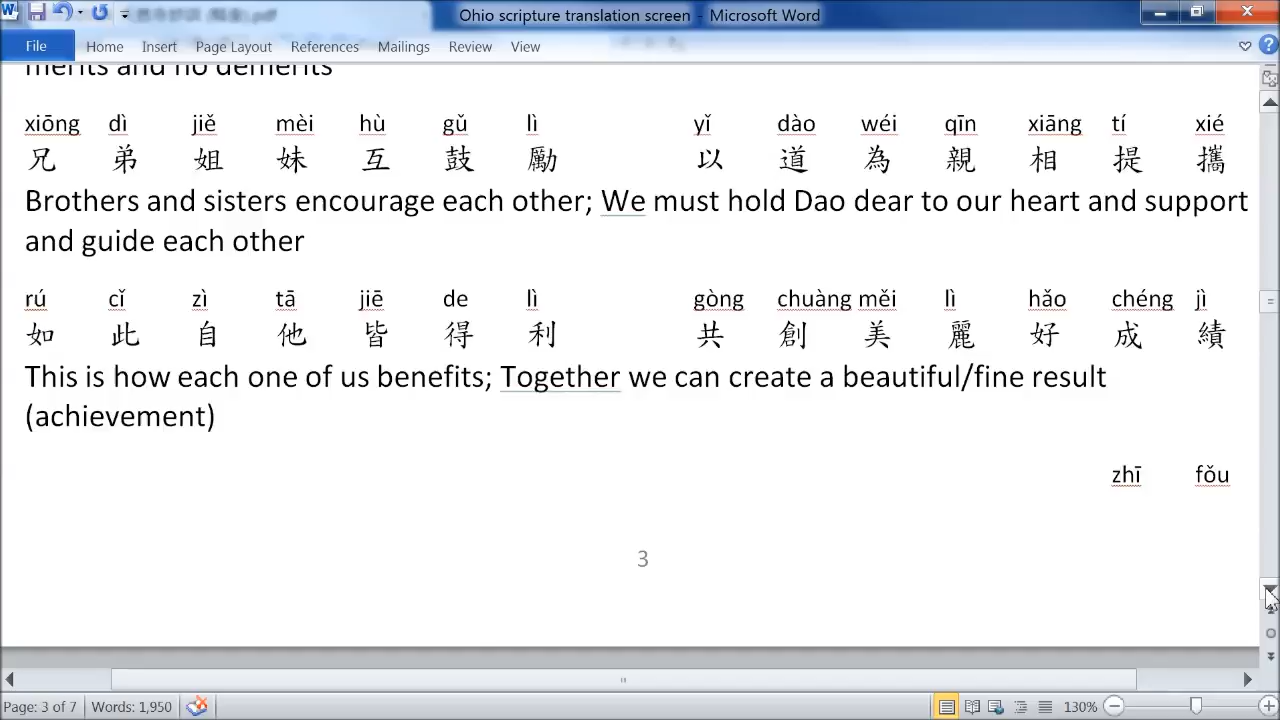 Ohio scripture translation screen - Microsoft Word
File Home Insert Page Layout References Mailings Review View
merits and no demerits
xiōng dì jiě mèi hù gǔ lì yǐ dào wéi qīn xiāng tí xié
兄 弟 姐 妹 互 鼓 勵 以 道 為 親 相 提 攜
Brothers and sisters encourage each other; We must hold Dao dear to our heart and support
and guide each other
rú cǐ zì tā jiē de lì gòng chuàng měi lì hǎo chéng jì
如 此 自 他 皆 得 利 共 創 美 麗 好 成 績
This is how each one of us benefits; Together we can create a beautiful/fine result
(achievement)
zhī fǒu
3
Page: 3 of 7 Words: 1,950 130%